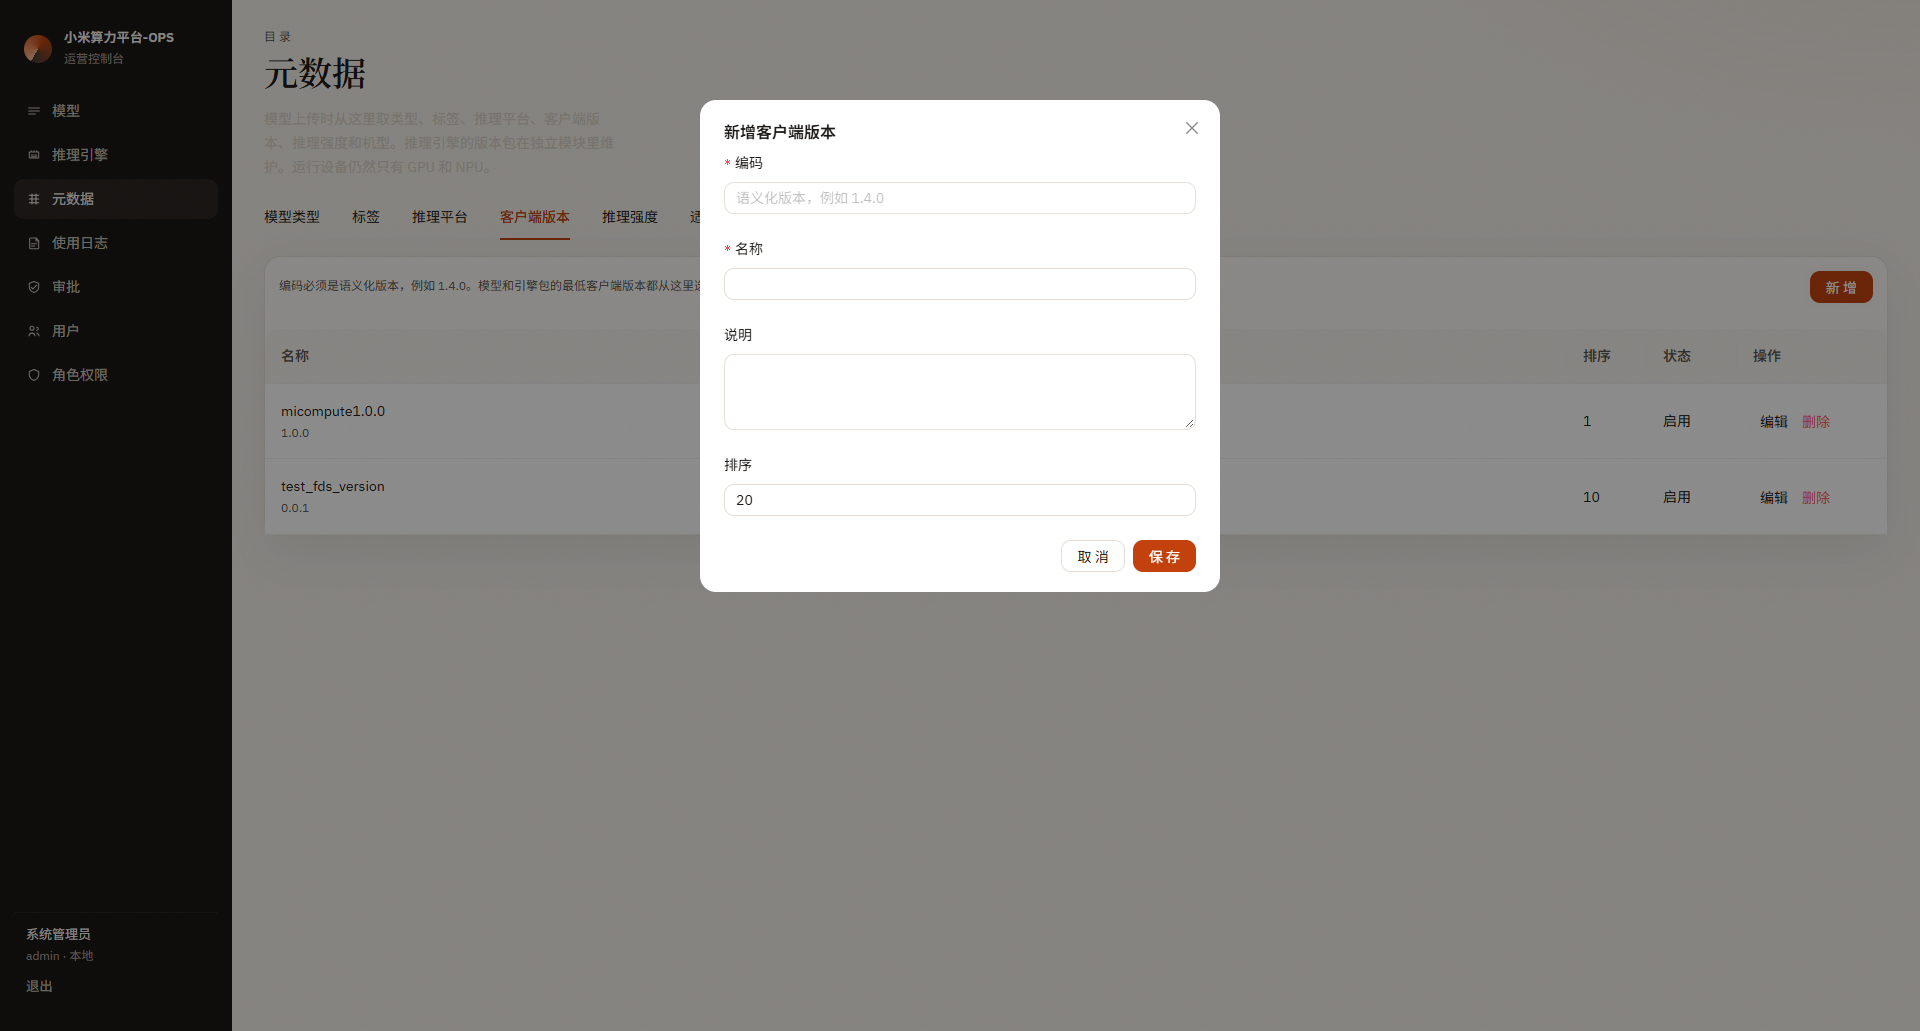 小米算力平台-OPS
运营控制台
模型
推理引擎
元数据
使用日志
审批
用户
角色权限
系统管理员
admin · 本地
退出
目录
元数据
模型上传时从这里取类型、标签、推理平台、客户端版
本、推理强度和机型。推理引擎的版本包在独立模块里维
护。运行设备仍然只有 GPU 和 NPU。
模型类型 标签 推理平台 客户端版本 推理强度
编码必须是语义化版本，例如 1.4.0。模型和引擎包的最低客户端版本都从这里
新 增
名称 排序 状态 操作
micompute1.0.0
1.0.0
1 启用 编辑 删除
test_fds_version
0.0.1
10 启用 编辑 删除
新增客户端版本
* 编码
语义化版本，例如 1.4.0
* 名称
说明
排序
20
取 消 保 存